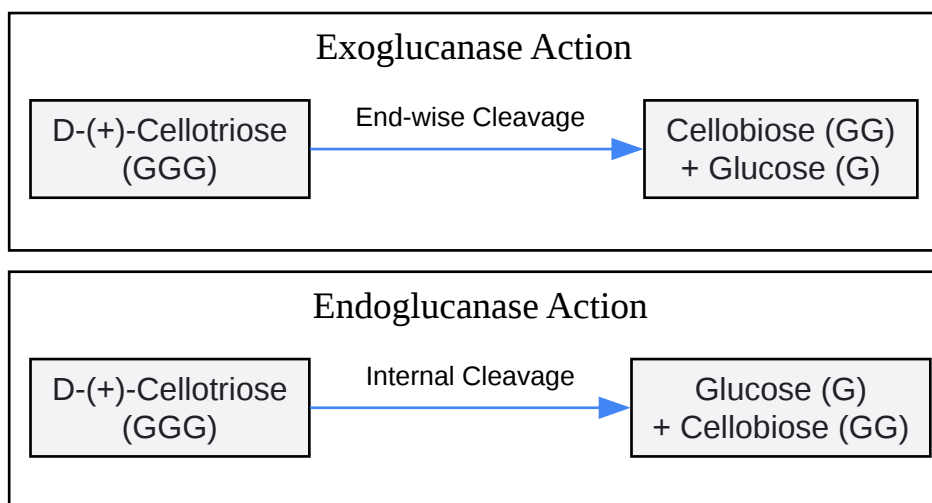 Exoglucanase Action
D-(+)-Cellotriose
(GGG)
End-wise Cleavage
Cellobiose (GG)
+ Glucose (G)
Endoglucanase Action
D-(+)-Cellotriose
(GGG)
Internal Cleavage
Glucose (G)
+ Cellobiose (GG)